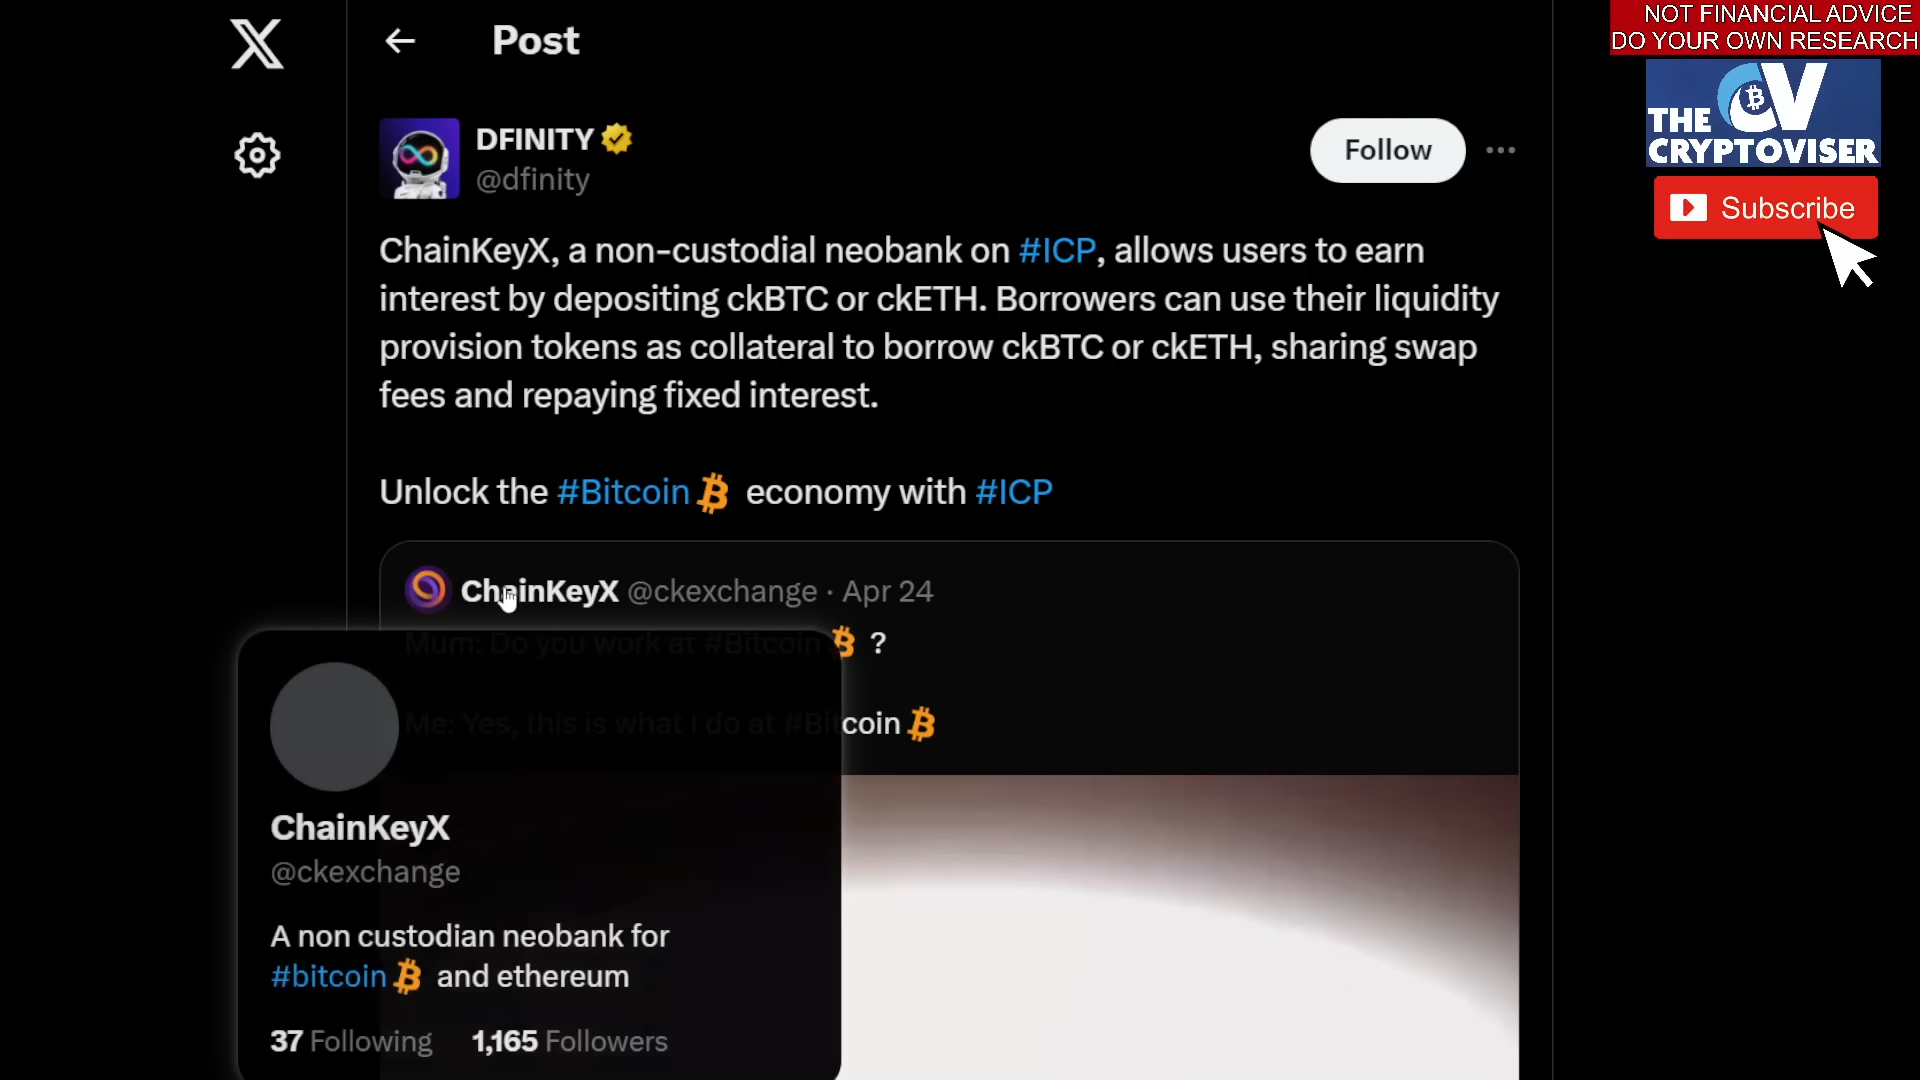 NOT FINANCIAL ADVICE
DO YOUR OWN RESEARCH
THE CV
CRYPTOVISER
Subscribe
Post
DFINITY
@dfinity
Follow
ChainKeyX, a non-custodial neobank on #ICP, allows users to earn
interest by depositing ckBTC or ckETH. Borrowers can use their liquidity
provision tokens as collateral to borrow ckBTC or ckETH, sharing swap
fees and repaying fixed interest.
Unlock the #Bitcoin economy with #ICP
ChainKeyX @ckexchange · Apr 24
Mum: Do you work at #Bitcoin ?
Me: Yes, this is what I do at #Bitcoin
ChainKeyX
@ckexchange
A non custodian neobank for
#bitcoin and ethereum
37 Following 1,165 Followers